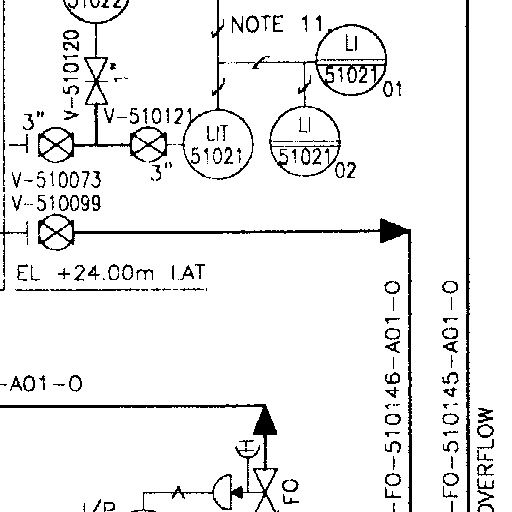 51022
NOTE 11
LI
51021
01
V-510120
1"
V-510121
3"
LIT
51021
LI
51021
02
3"
V-510073
V-510099
EL +24.00m LAT
-A01-0
-FO-510146-A01-0
-FO-510145-A01-0
OVERFLOW
I/P
FO